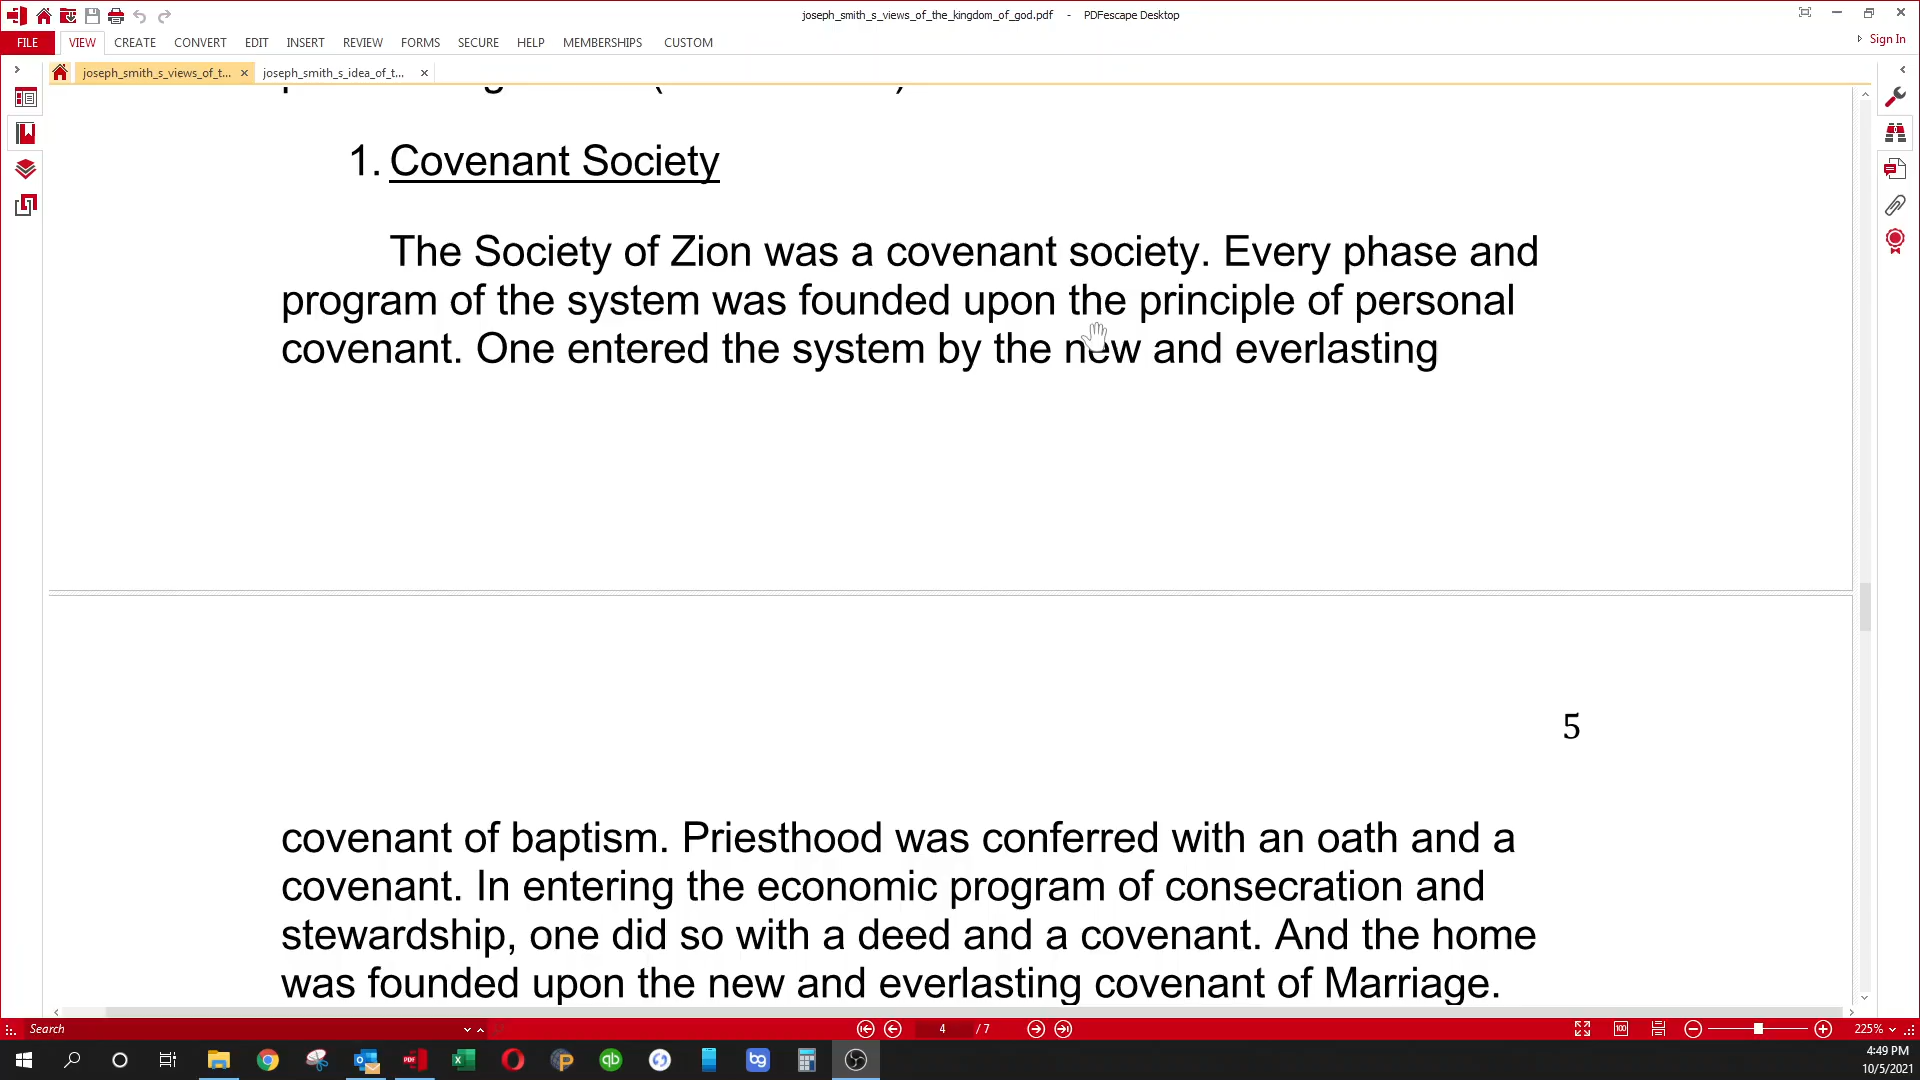 joseph_smith_s_views_of_the_kingdom_of_god.pdf - PDFescape Desktop
FILE VIEW CREATE CONVERT EDIT INSERT REVIEW FORMS SECURE HELP MEMBERSHIPS CUSTOM
Sign In
joseph_smith_s_views_of_t... joseph_smith_s_idea_of_t...
1. Covenant Society
The Society of Zion was a covenant society. Every phase and
program of the system was founded upon the principle of personal
covenant. One entered the system by the new and everlasting
5
covenant of baptism. Priesthood was conferred with an oath and a
covenant. In entering the economic program of consecration and
stewardship, one did so with a deed and a covenant. And the home
was founded upon the new and everlasting covenant of Marriage.
Search
4 / 7
225%
4:49 PM
10/5/2021